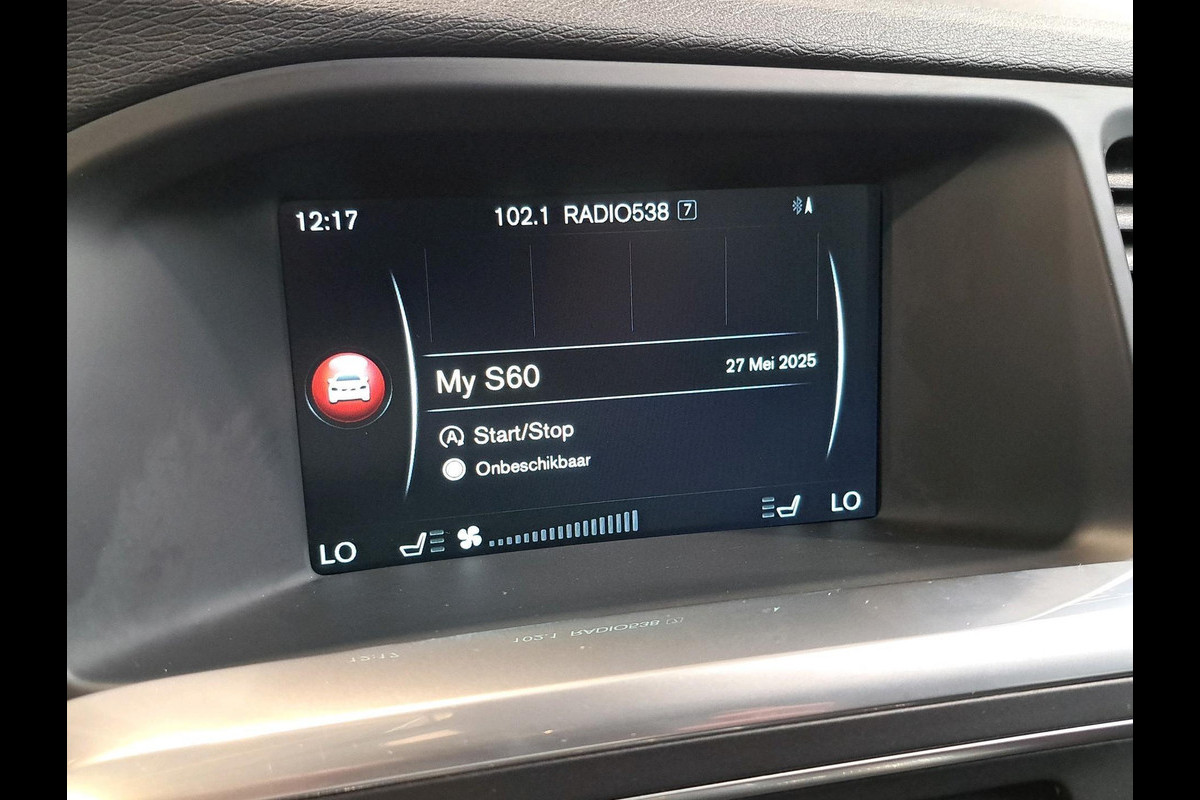 12:17 102.1 RADIO538 7
My S60 27 Mei 2025
A Start/Stop
Onbeschikbaar
LO LO